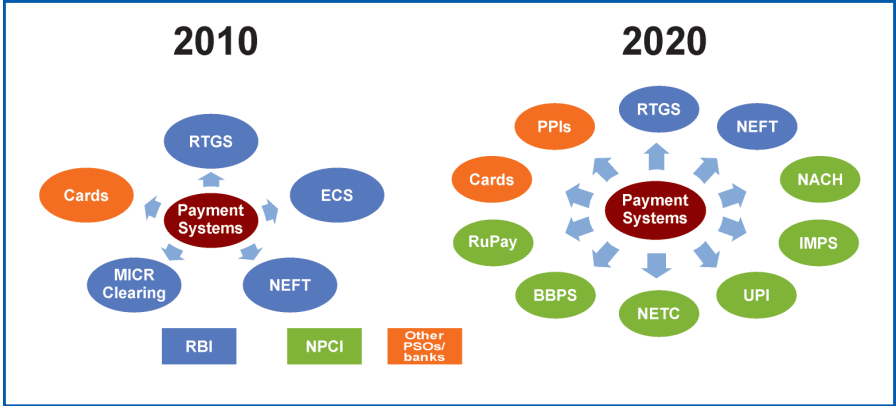 2010
RTGS
Cards
ECS
Payment
Systems
MICR
Clearing
NEFT
2020
RTGS
PPIs
NEFT
Cards
NACH
Payment
Systems
RuPay
IMPS
BBPS
UPI
NETC
RBI
NPCI
Other
PSOs/
banks